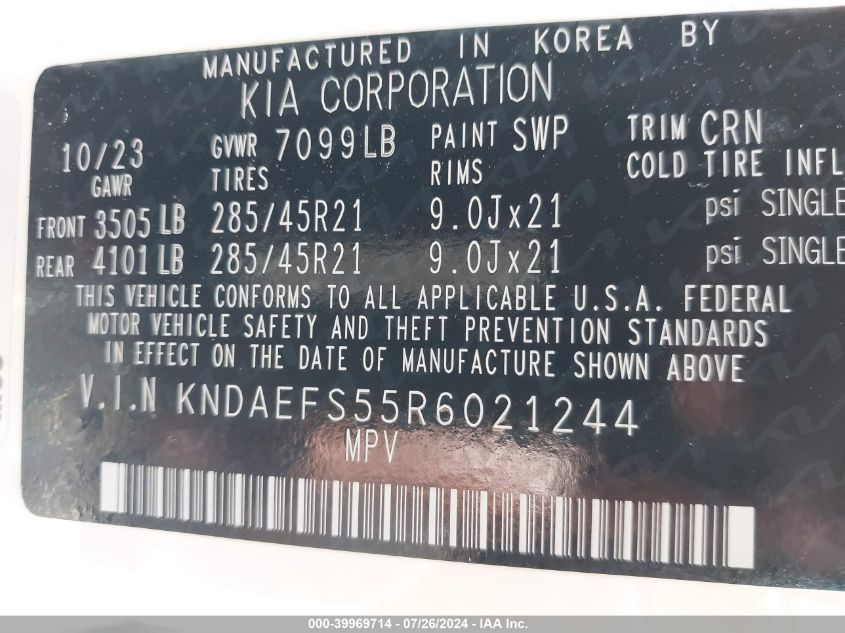 MANUFACTURED IN KOREA BY
KIA CORPORATION
10/23 GVWR 7099LB PAINT SWP TRIM CRN
GAWR TIRES RIMS COLD TIRE INFL
FRONT 3505 LB 285/45R21 9.0Jx21 psi SINGLE
REAR 4101 LB 285/45R21 9.0Jx21 psi SINGLE
THIS VEHICLE CONFORMS TO ALL APPLICABLE U.S.A. FEDERAL
MOTOR VEHICLE SAFETY AND THEFT PREVENTION STANDARDS
IN EFFECT ON THE DATE OF MANUFACTURE SHOWN ABOVE
V.I.N KNDAEFS55R6021244
MPV
000-39969714 - 07/26/2024 - IAA Inc.